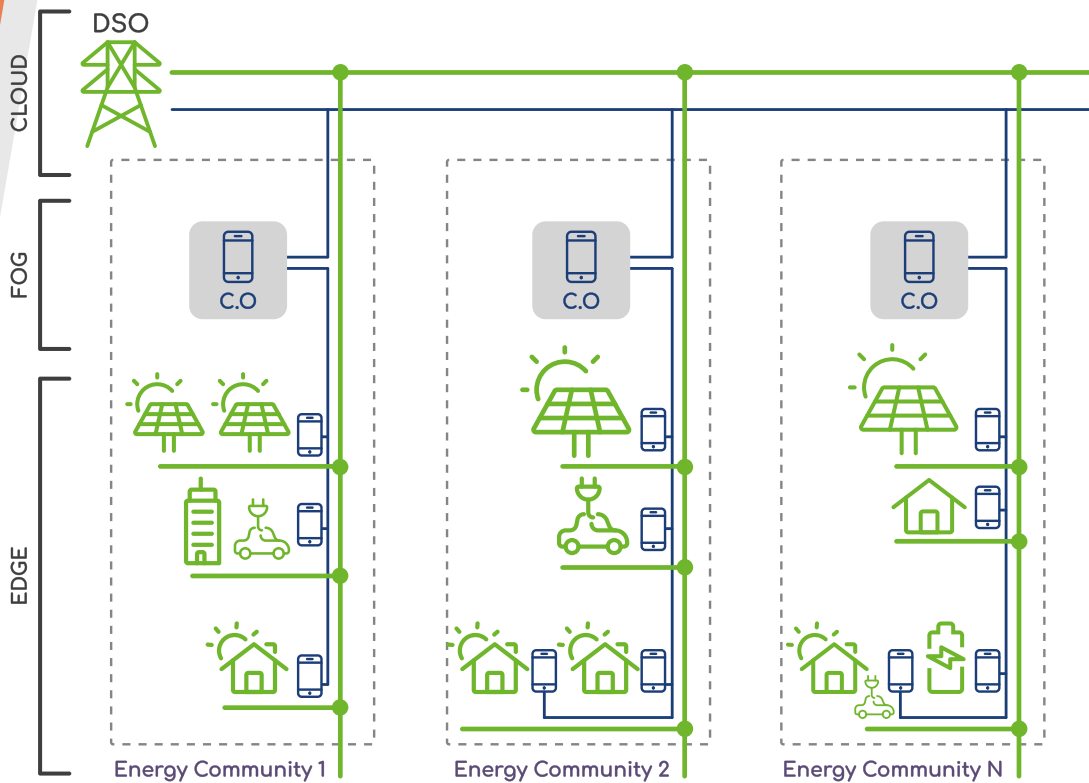 DSO
CLOUD
FOG
C.O
C.O
C.O
EDGE
Energy Community 1
Energy Community 2
Energy Community N